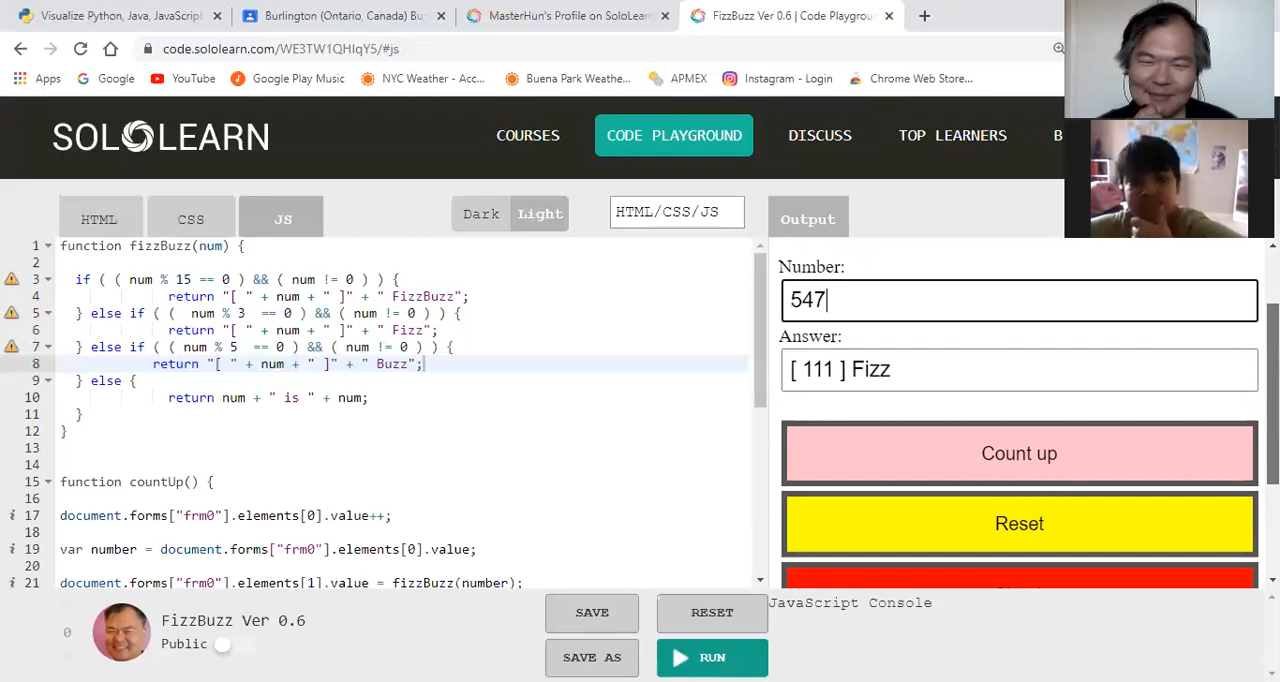 Visualize Python, Java, JavaScript
Burlington (Ontario, Canada) Bu
MasterHun's Profile on SoloLearn
FizzBuzz Ver 0.6 | Code Playgrou
code.sololearn.com/WE3TW1QHIqY5/#js
Apps
Google
YouTube
Google Play Music
NYC Weather - Acc...
Buena Park Weathe...
APMEX
Instagram - Login
Chrome Web Store...
SOLOLEARN
COURSES
CODE PLAYGROUND
DISCUSS
TOP LEARNERS
B
HTML
CSS
JS
Dark
Light
HTML/CSS/JS
Output
1 function fizzBuzz(num) {
2
3 if ( ( num % 15 == 0 ) && ( num != 0 ) ) {
4 return "[ " + num + " ]" + " FizzBuzz";
5 } else if ( ( num % 3 == 0 ) && ( num != 0 ) ) {
6 return "[ " + num + " ]" + " Fizz";
7 } else if ( ( num % 5 == 0 ) && ( num != 0 ) ) {
8 return "[ " + num + " ]" + " Buzz";
9 } else {
10 return num + " is " + num;
11 }
12 }
13
14
15 function countUp() {
16
17 document.forms["frm0"].elements[0].value++;
18
19 var number = document.forms["frm0"].elements[0].value;
20
21 document.forms["frm0"].elements[1].value = fizzBuzz(number);
Number:
547
Answer:
[ 111 ] Fizz
Count up
Reset
JavaScript Console
0
FizzBuzz Ver 0.6
Public
SAVE
RESET
SAVE AS
RUN